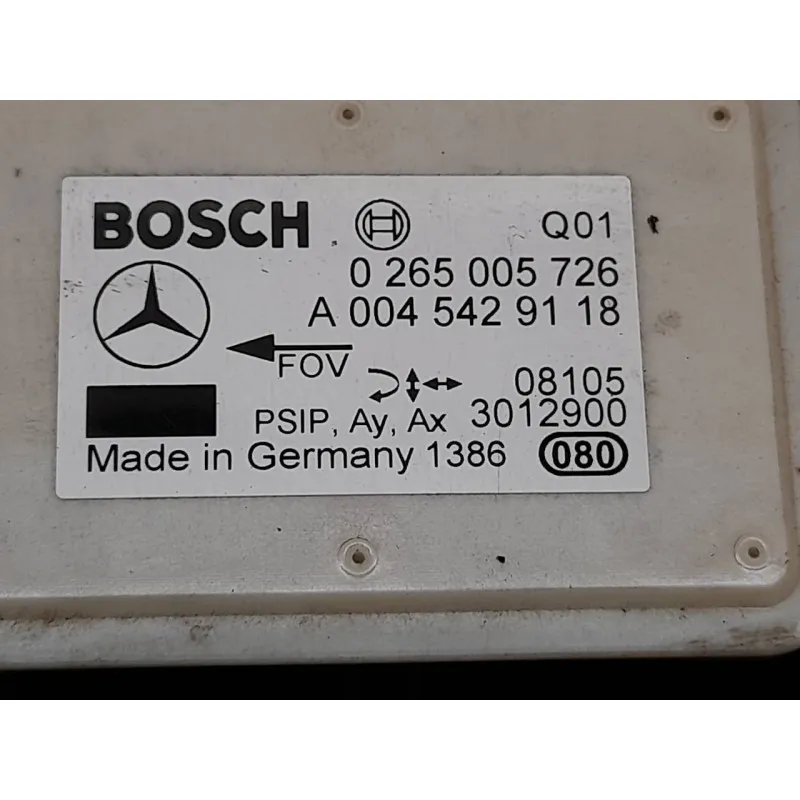 BOSCH Q01
0 265 005 726
A 004 542 91 18
FOV
08105
PSIP, Ay, Ax 3012900
Made in Germany 1386 080